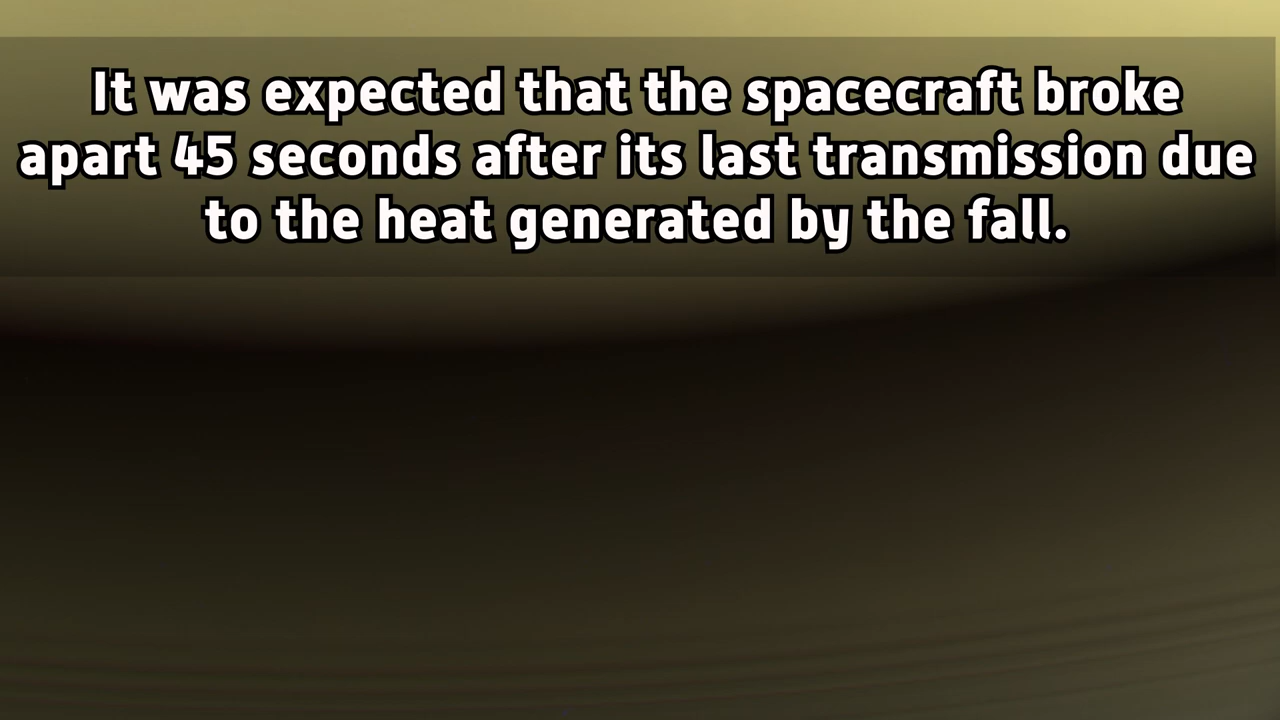 It was expected that the spacecraft broke
apart 45 seconds after its last transmission due
to the heat generated by the fall.